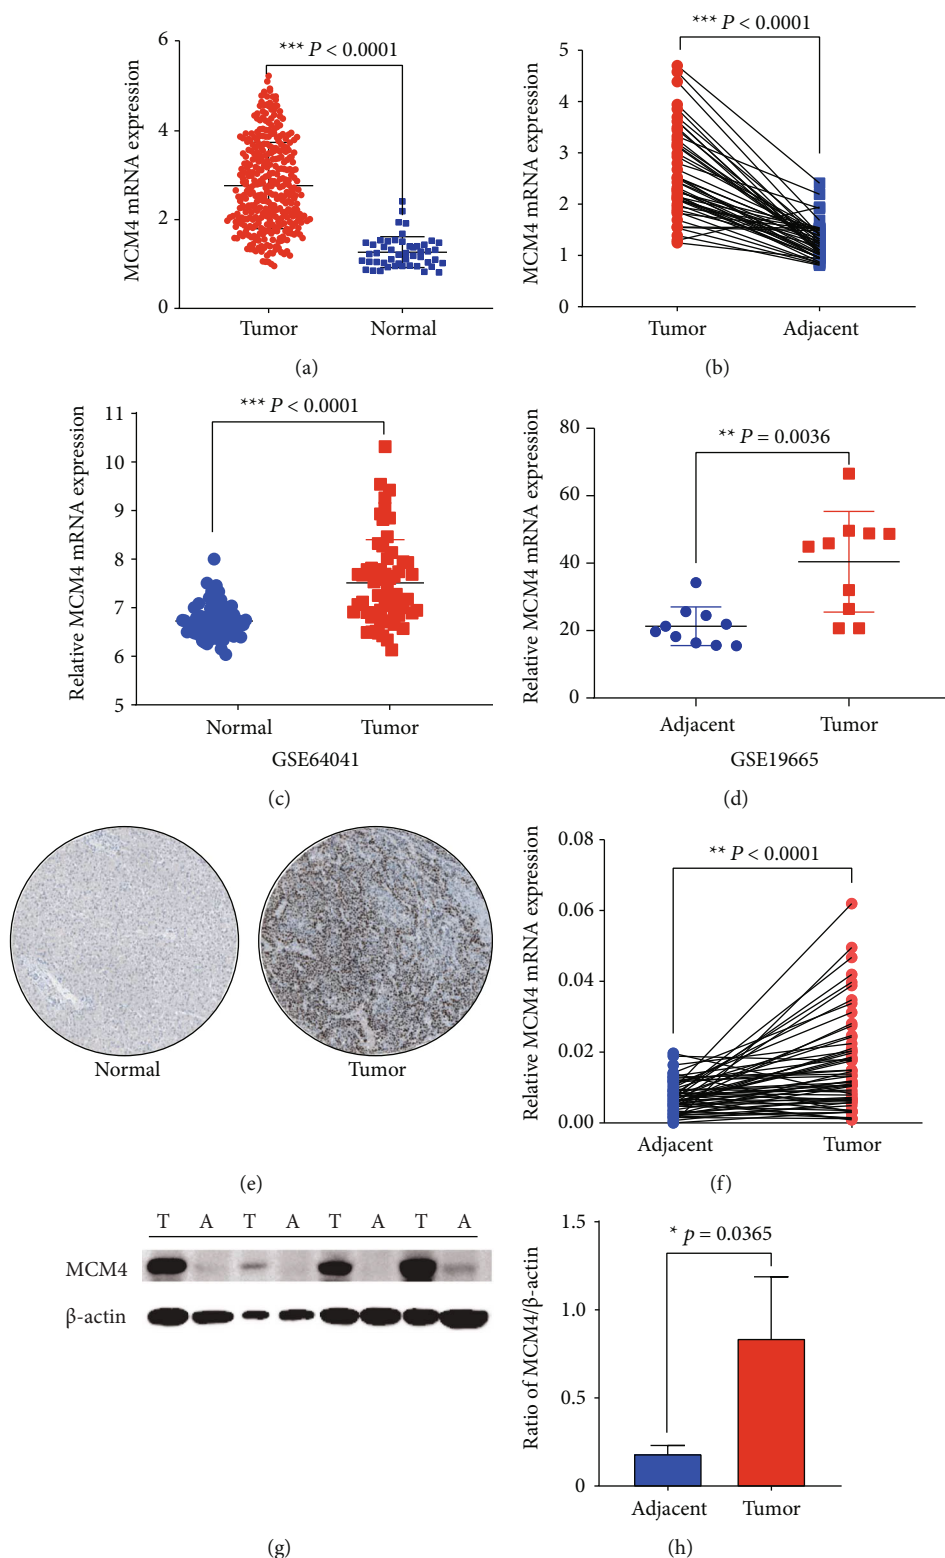 *** P < 0.0001
MCM4 mRNA expression
6
4
2
0
Tumor
Normal
(a)
*** P < 0.0001
MCM4 mRNA expression
5
4
3
2
1
0
Tumor
Adjacent
(b)
*** P < 0.0001
Relative MCM4 mRNA expression
11
10
9
8
7
6
5
Normal
Tumor
GSE64041
(c)
** P = 0.0036
Relative MCM4 mRNA expression
80
60
40
20
0
Adjacent
Tumor
GSE19665
(d)
Normal
Tumor
(e)
** P < 0.0001
Relative MCM4 mRNA expression
0.08
0.06
0.04
0.02
0.00
Adjacent
Tumor
(f)
T A T A T A T A
MCM4
β-actin
(g)
* p = 0.0365
Ratio of MCM4/β-actin
1.5
1.0
0.5
0
Adjacent
Tumor
(h)